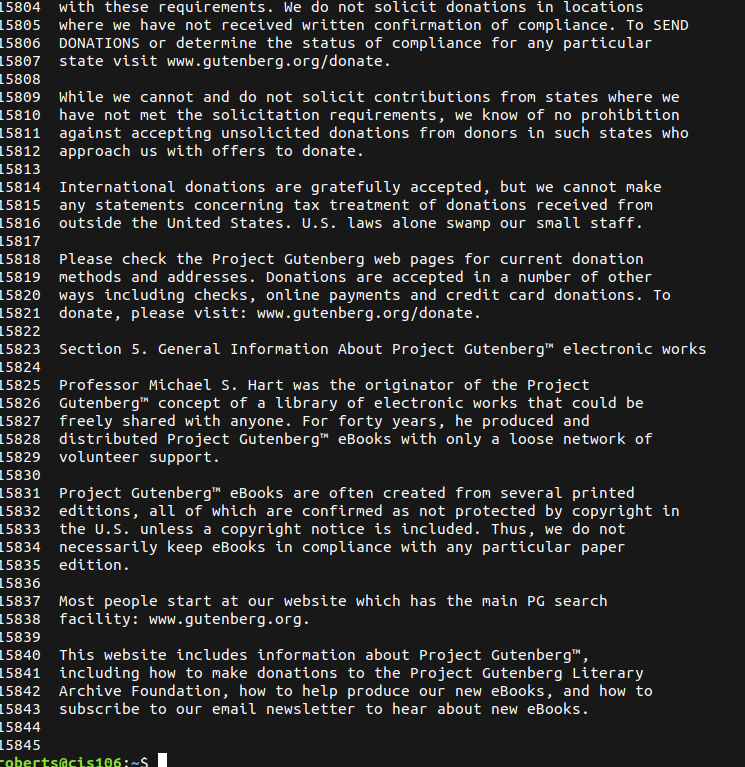 15804  with these requirements. We do not solicit donations in locations
15805  where we have not received written confirmation of compliance. To SEND
15806  DONATIONS or determine the status of compliance for any particular
15807  state visit www.gutenberg.org/donate.
15808
15809  While we cannot and do not solicit contributions from states where we
15810  have not met the solicitation requirements, we know of no prohibition
15811  against accepting unsolicited donations from donors in such states who
15812  approach us with offers to donate.
15813
15814  International donations are gratefully accepted, but we cannot make
15815  any statements concerning tax treatment of donations received from
15816  outside the United States. U.S. laws alone swamp our small staff.
15817
15818  Please check the Project Gutenberg web pages for current donation
15819  methods and addresses. Donations are accepted in a number of other
15820  ways including checks, online payments and credit card donations. To
15821  donate, please visit: www.gutenberg.org/donate.
15822
15823  Section 5. General Information About Project Gutenberg™ electronic works
15824
15825  Professor Michael S. Hart was the originator of the Project
15826  Gutenberg™ concept of a library of electronic works that could be
15827  freely shared with anyone. For forty years, he produced and
15828  distributed Project Gutenberg™ eBooks with only a loose network of
15829  volunteer support.
15830
15831  Project Gutenberg™ eBooks are often created from several printed
15832  editions, all of which are confirmed as not protected by copyright in
15833  the U.S. unless a copyright notice is included. Thus, we do not
15834  necessarily keep eBooks in compliance with any particular paper
15835  edition.
15836
15837  Most people start at our website which has the main PG search
15838  facility: www.gutenberg.org.
15839
15840  This website includes information about Project Gutenberg™,
15841  including how to make donations to the Project Gutenberg Literary
15842  Archive Foundation, how to help produce our new eBooks, and how to
15843  subscribe to our email newsletter to hear about new eBooks.
15844
15845
roberts@cis106:~$